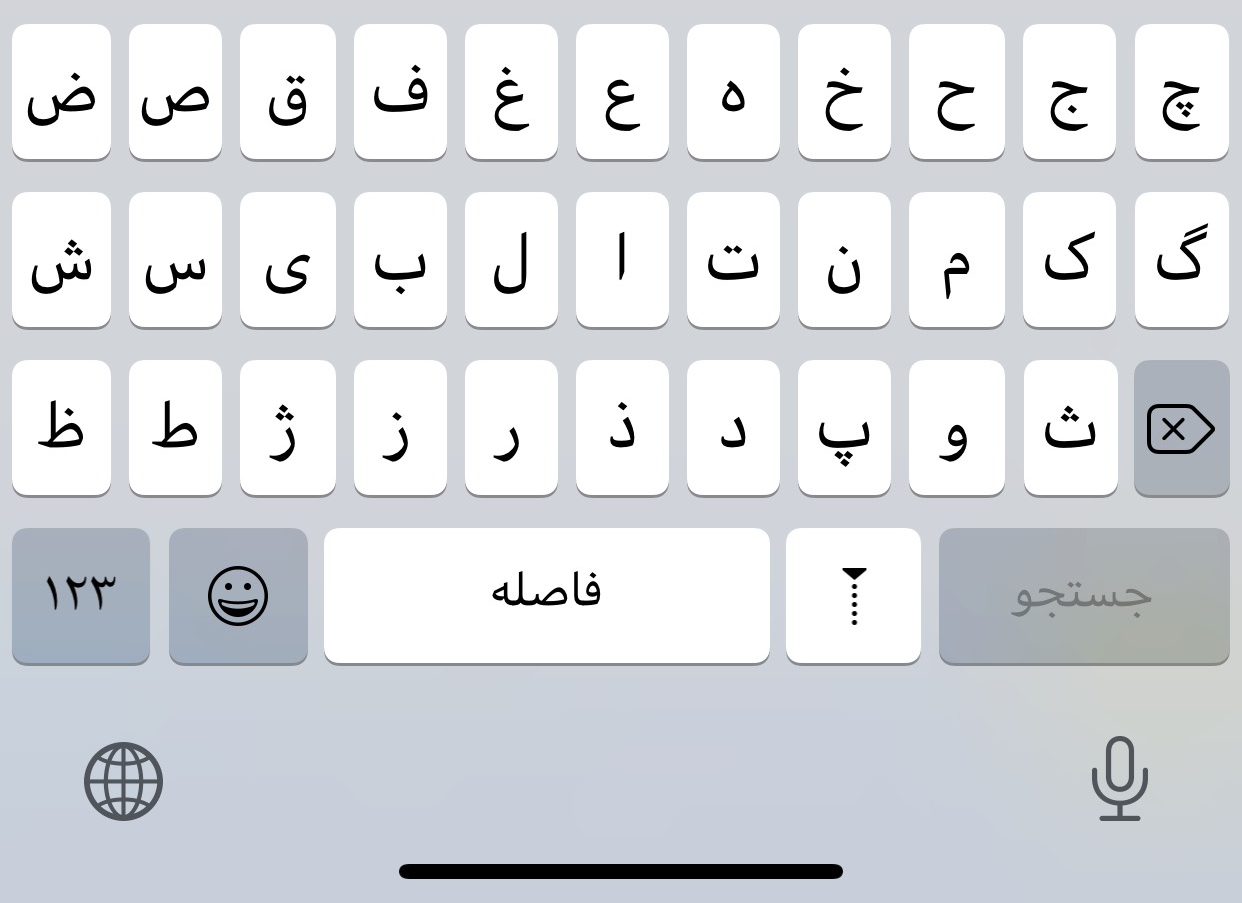 ض ص ق ف غ ع ه خ ح ج چ
ش س ی ب ل ا ت ن م ک گ
ظ ط ژ ز ر ذ د پ و ث
۱۲۳ فاصله جستجو